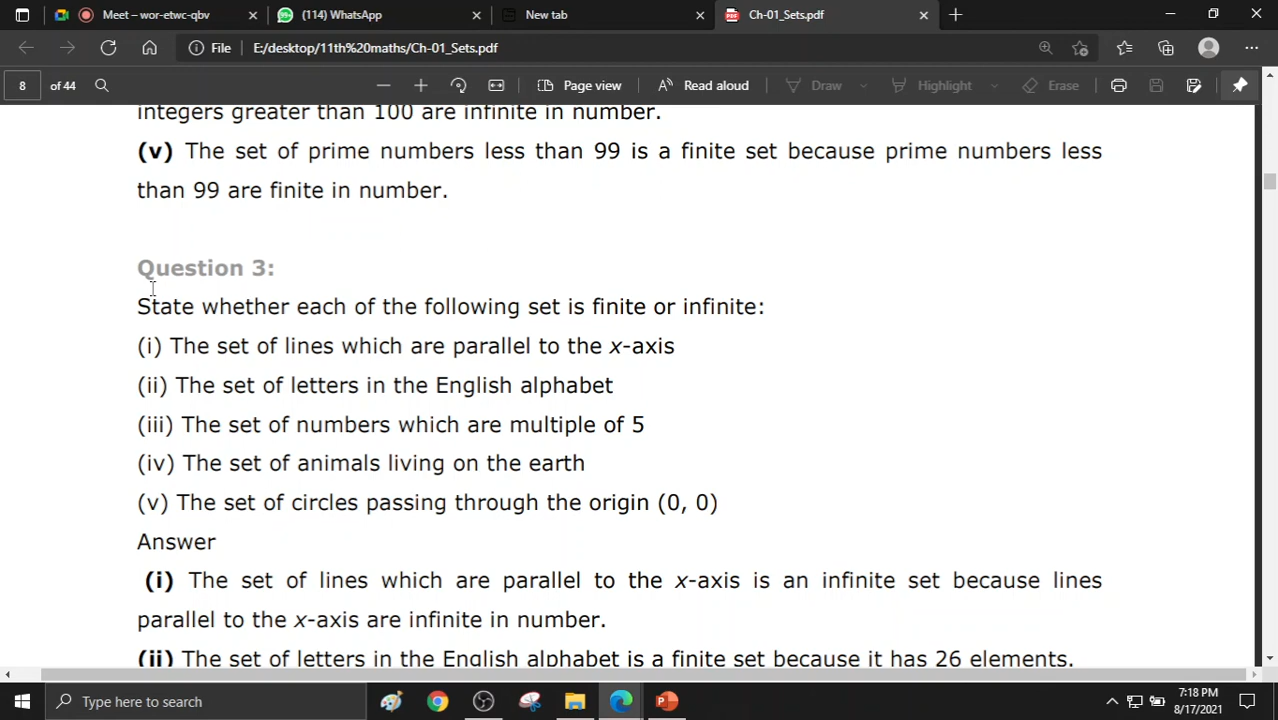 Meet – wor-etwc-qbv
(114) WhatsApp
New tab
Ch-01_Sets.pdf
File
E:/desktop/11th%20maths/Ch-01_Sets.pdf
8 of 44
Page view
Read aloud
Draw
Highlight
Erase
integers greater than 100 are infinite in number.
(v) The set of prime numbers less than 99 is a finite set because prime numbers less
than 99 are finite in number.
Question 3:
State whether each of the following set is finite or infinite:
(i) The set of lines which are parallel to the x-axis
(ii) The set of letters in the English alphabet
(iii) The set of numbers which are multiple of 5
(iv) The set of animals living on the earth
(v) The set of circles passing through the origin (0, 0)
Answer
(i) The set of lines which are parallel to the x-axis is an infinite set because lines
parallel to the x-axis are infinite in number.
(ii) The set of letters in the English alphabet is a finite set because it has 26 elements.
Type here to search
7:18 PM
8/17/2021